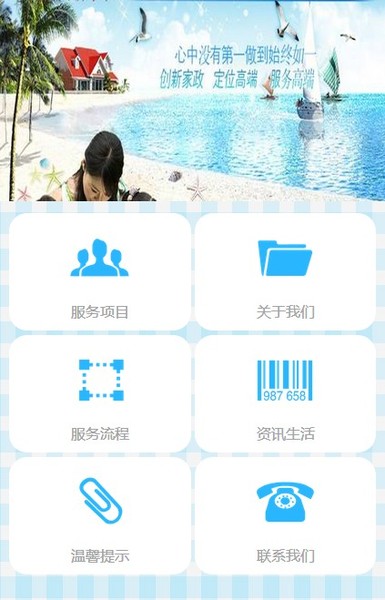 心中没有第一做到始终如一
创新家政 定位高端 服务高端
服务项目
关于我们
服务流程
987 658
资讯生活
温馨提示
联系我们